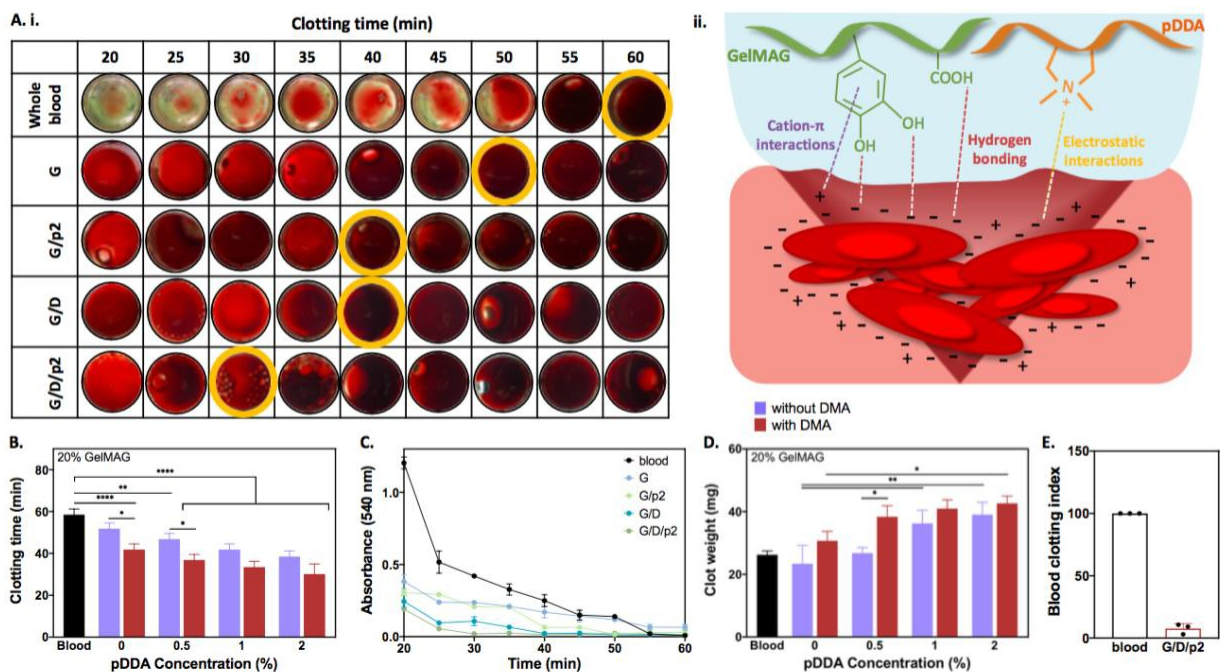 A. i.
Clotting time (min)
20 25 30 35 40 45 50 55 60
Whole
blood
G
G/p2
G/D
G/D/p2
ii.
GelMAG
pDDA
COOH
N
+
OH
OH
Cation-π
interactions
Hydrogen
bonding
Electrostatic
interactions
without DMA
with DMA
B.
20% GelMAG
Clotting time (min)
80
60
40
20
0
****
**
****
*
*
Blood 0 0.5 1 2
pDDA Concentration (%)
C.
Absorbance (540 nm)
1.0
0.5
0.0
blood
G
G/p2
G/D
G/D/p2
20 30 40 50 60
Time (min)
D.
20% GelMAG
Clot weight (mg)
60
40
20
0
*
**
*
Blood 0 0.5 1 2
pDDA Concentration (%)
E.
Blood clotting index
150
100
50
0
blood G/D/p2